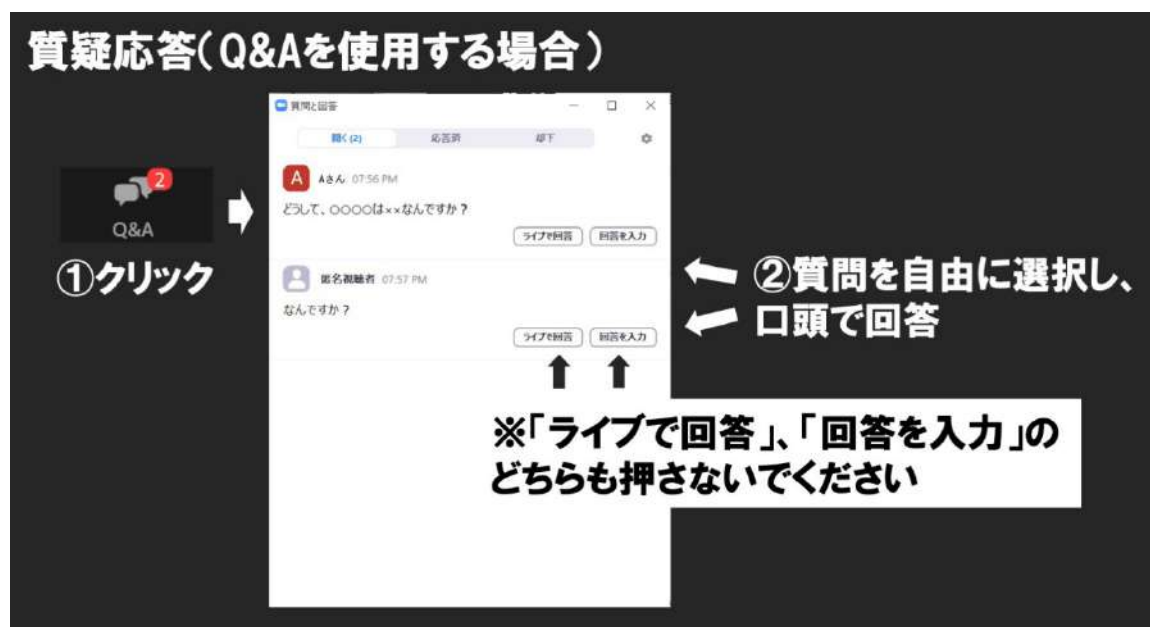 質疑応答(Q&Aを使用する場合)
質問と回答
開く(2)
応答済
却下
A
Aさん 07:56 PM
どうして、○○○○は××なんですか？
ライブで回答
回答を入力
2
Q&A
①クリック
匿名視聴者 07:57 PM
なんですか？
ライブで回答
回答を入力
②質問を自由に選択し、
口頭で回答
※「ライブで回答」、「回答を入力」の
どちらも押さないでください